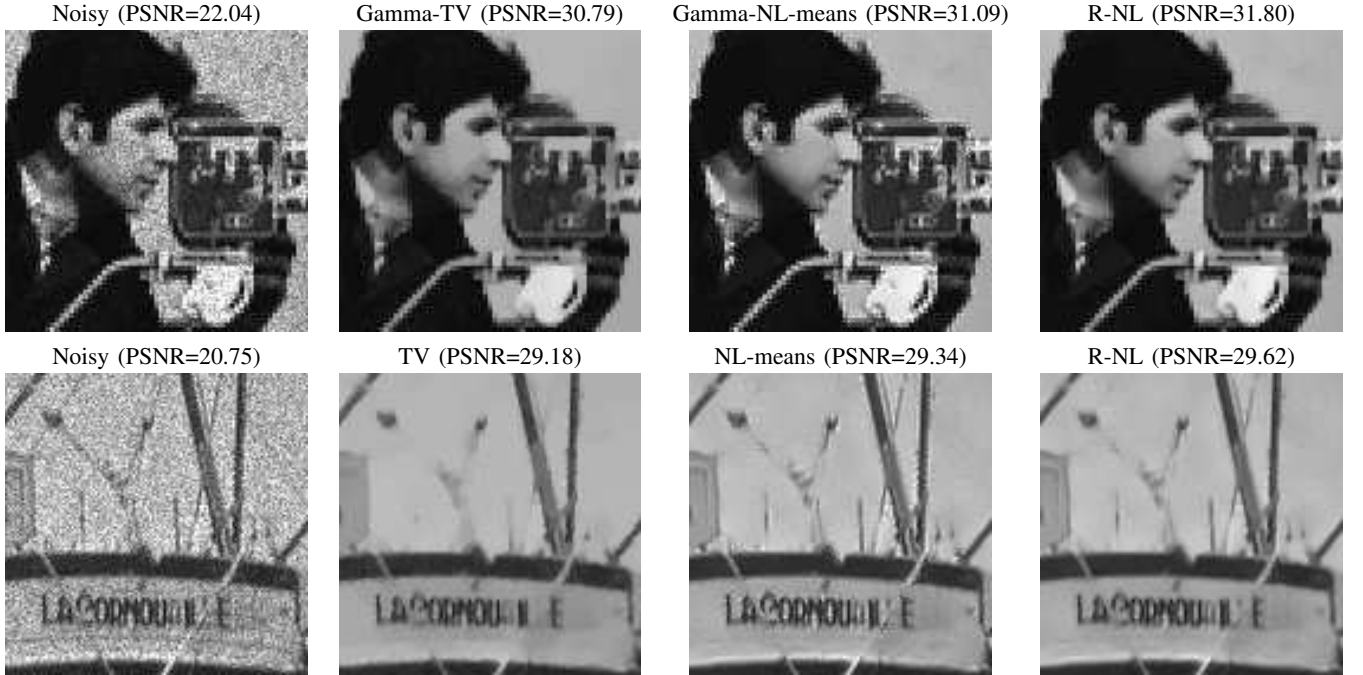 Noisy (PSNR=22.04) Gamma-TV (PSNR=30.79) Gamma-NL-means (PSNR=31.09) R-NL (PSNR=31.80)
Noisy (PSNR=20.75) TV (PSNR=29.18) NL-means (PSNR=29.34) R-NL (PSNR=29.62)